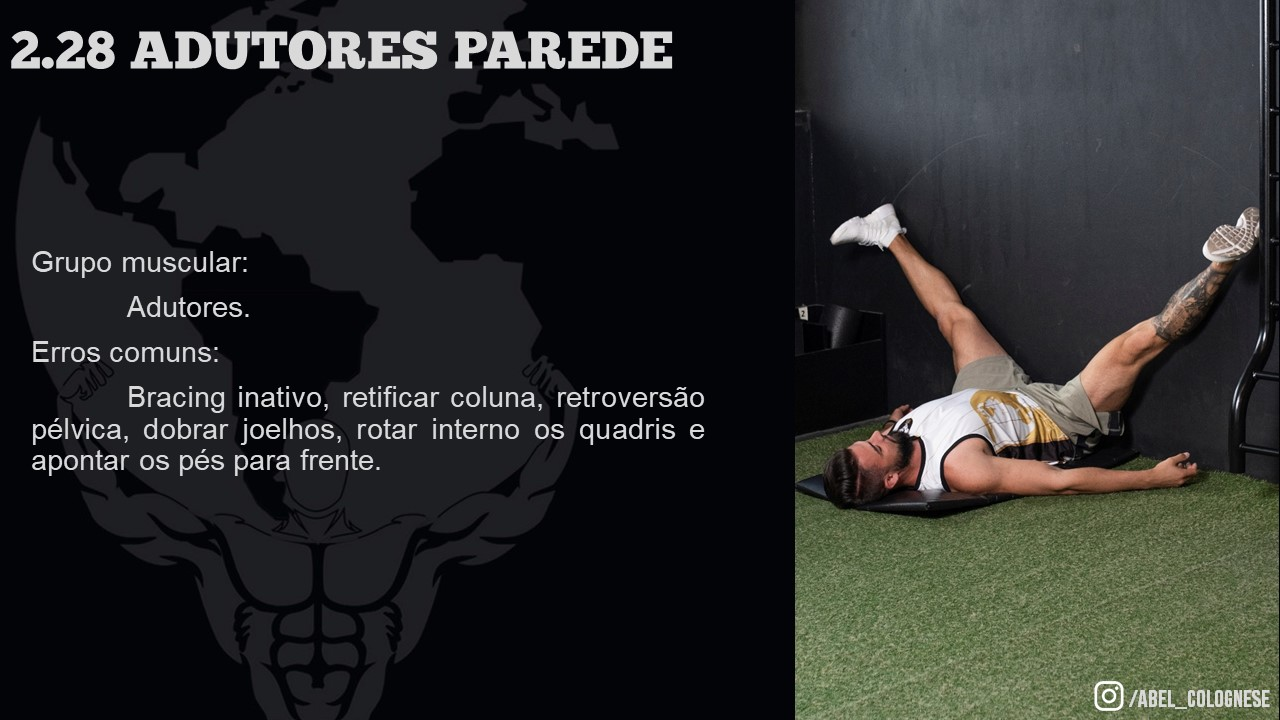 2.28 ADUTORES PAREDE
Grupo muscular:
Adutores.
Erros comuns:
Bracing inativo, retificar coluna, retroversão
pélvica, dobrar joelhos, rotar interno os quadris e
apontar os pés para frente.
2
/ABEL_COLOGNESE